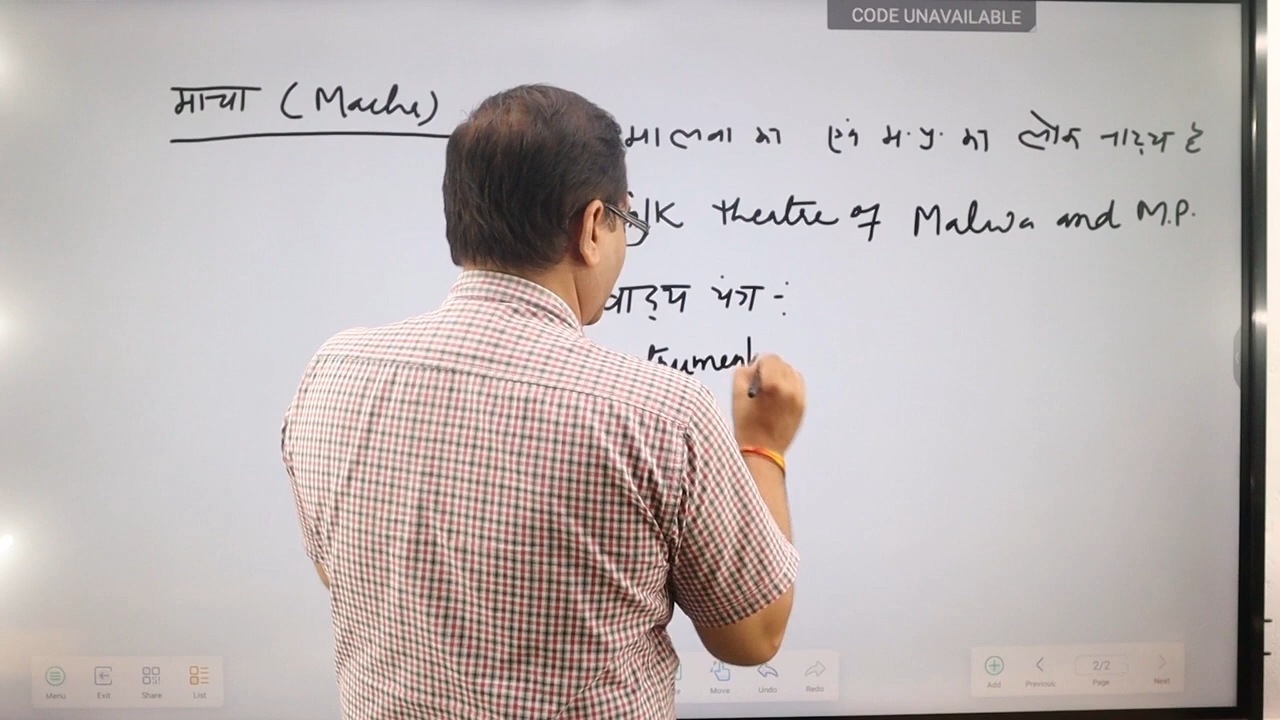 CODE UNAVAILABLE
माचा (Mache)
मालवा का एवं म.प्र. का लोक नाट्य है
theatre of Malwa and M.P.
वाद्य यंत्र -:
Menu Exit Share List Move Undo Redo Add Previous 2/2 Page Next